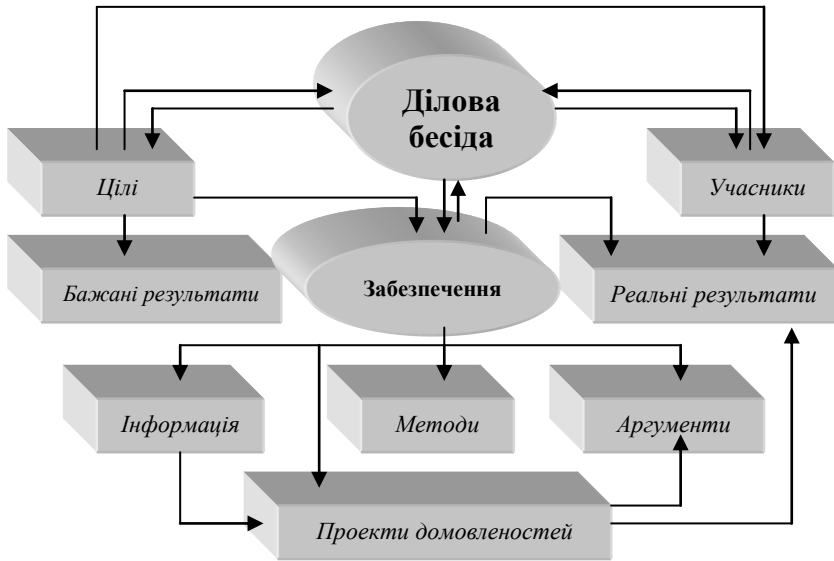 Ділова
бесіда
Цілі
Учасники
Бажані результати
Забезпечення
Реальні результати
Інформація
Методи
Аргументи
Проекти домовленостей